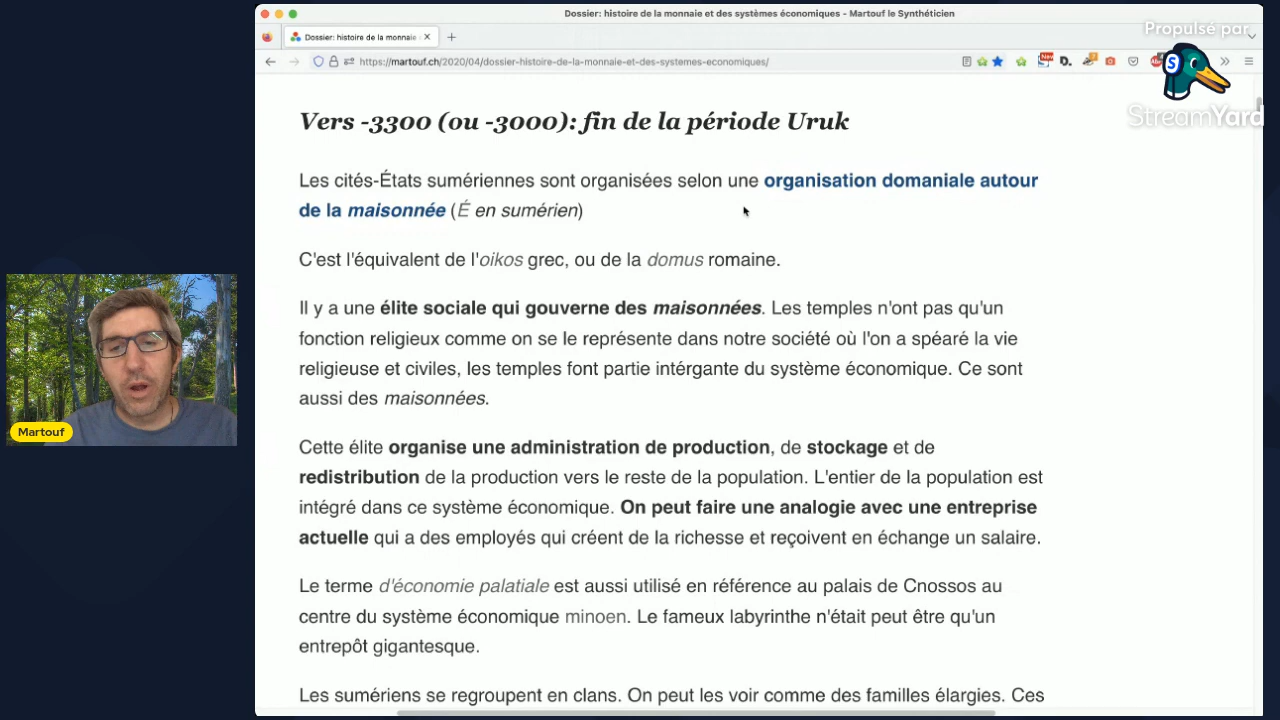 Dossier: histoire de la monnaie et des systèmes économiques - Martouf le Synthéticien
Dossier: histoire de la monnaie
https://martouf.ch/2020/04/dossier-histoire-de-la-monnaie-et-des-systemes-economiques/
New
D.
Propulsé par
S
StreamYard
Vers -3300 (ou -3000): fin de la période Uruk
Les cités-États sumériennes sont organisées selon une organisation domaniale autour
de la maisonnée (É en sumérien)
C'est l'équivalent de l'oikos grec, ou de la domus romaine.
Il y a une élite sociale qui gouverne des maisonnées. Les temples n'ont pas qu'un
fonction religieux comme on se le représente dans notre société où l'on a spéaré la vie
religieuse et civiles, les temples font partie intérgante du système économique. Ce sont
aussi des maisonnées.
Cette élite organise une administration de production, de stockage et de
redistribution de la production vers le reste de la population. L'entier de la population est
intégré dans ce système économique. On peut faire une analogie avec une entreprise
actuelle qui a des employés qui créent de la richesse et reçoivent en échange un salaire.
Le terme d'économie palatiale est aussi utilisé en référence au palais de Cnossos au
centre du système économique minoen. Le fameux labyrinthe n'était peut être qu'un
entrepôt gigantesque.
Les sumériens se regroupent en clans. On peut les voir comme des familles élargies. Ces
Martouf